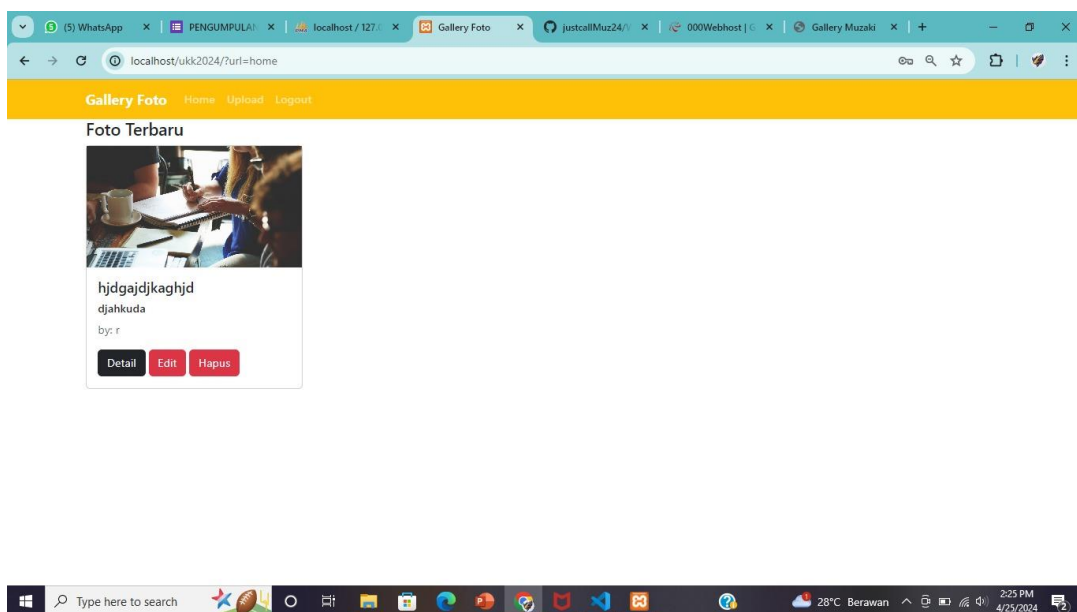 (5) WhatsApp
PENGUMPULAN
localhost / 127.0
Gallery Foto
justcallMuz24/
000Webhost | G
Gallery Muzaki
localhost/ukk2024/?url=home
Gallery Foto Home Upload Logout
Foto Terbaru
hjdgajdjkaghjd
djahkuda
by: r
Detail Edit Hapus
Type here to search
28°C Berawan
2:25 PM
4/25/2024